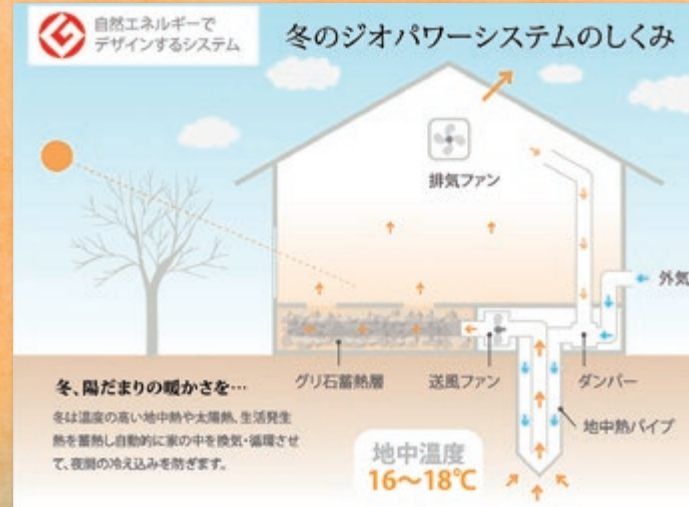 自然エネルギーで
デザインするシステム
冬のジオパワーシステムのしくみ
排気ファン
外気
グリ石蓄熱層
送風ファン
ダンパー
地中熱パイプ
冬、陽だまりの暖かさを…
冬は温度の高い地中熱や太陽熱、生活発生
熱を蓄熱し自動的に家の中を換気・循環させ
て、夜間の冷え込みを防ぎます。
地中温度
16〜18℃